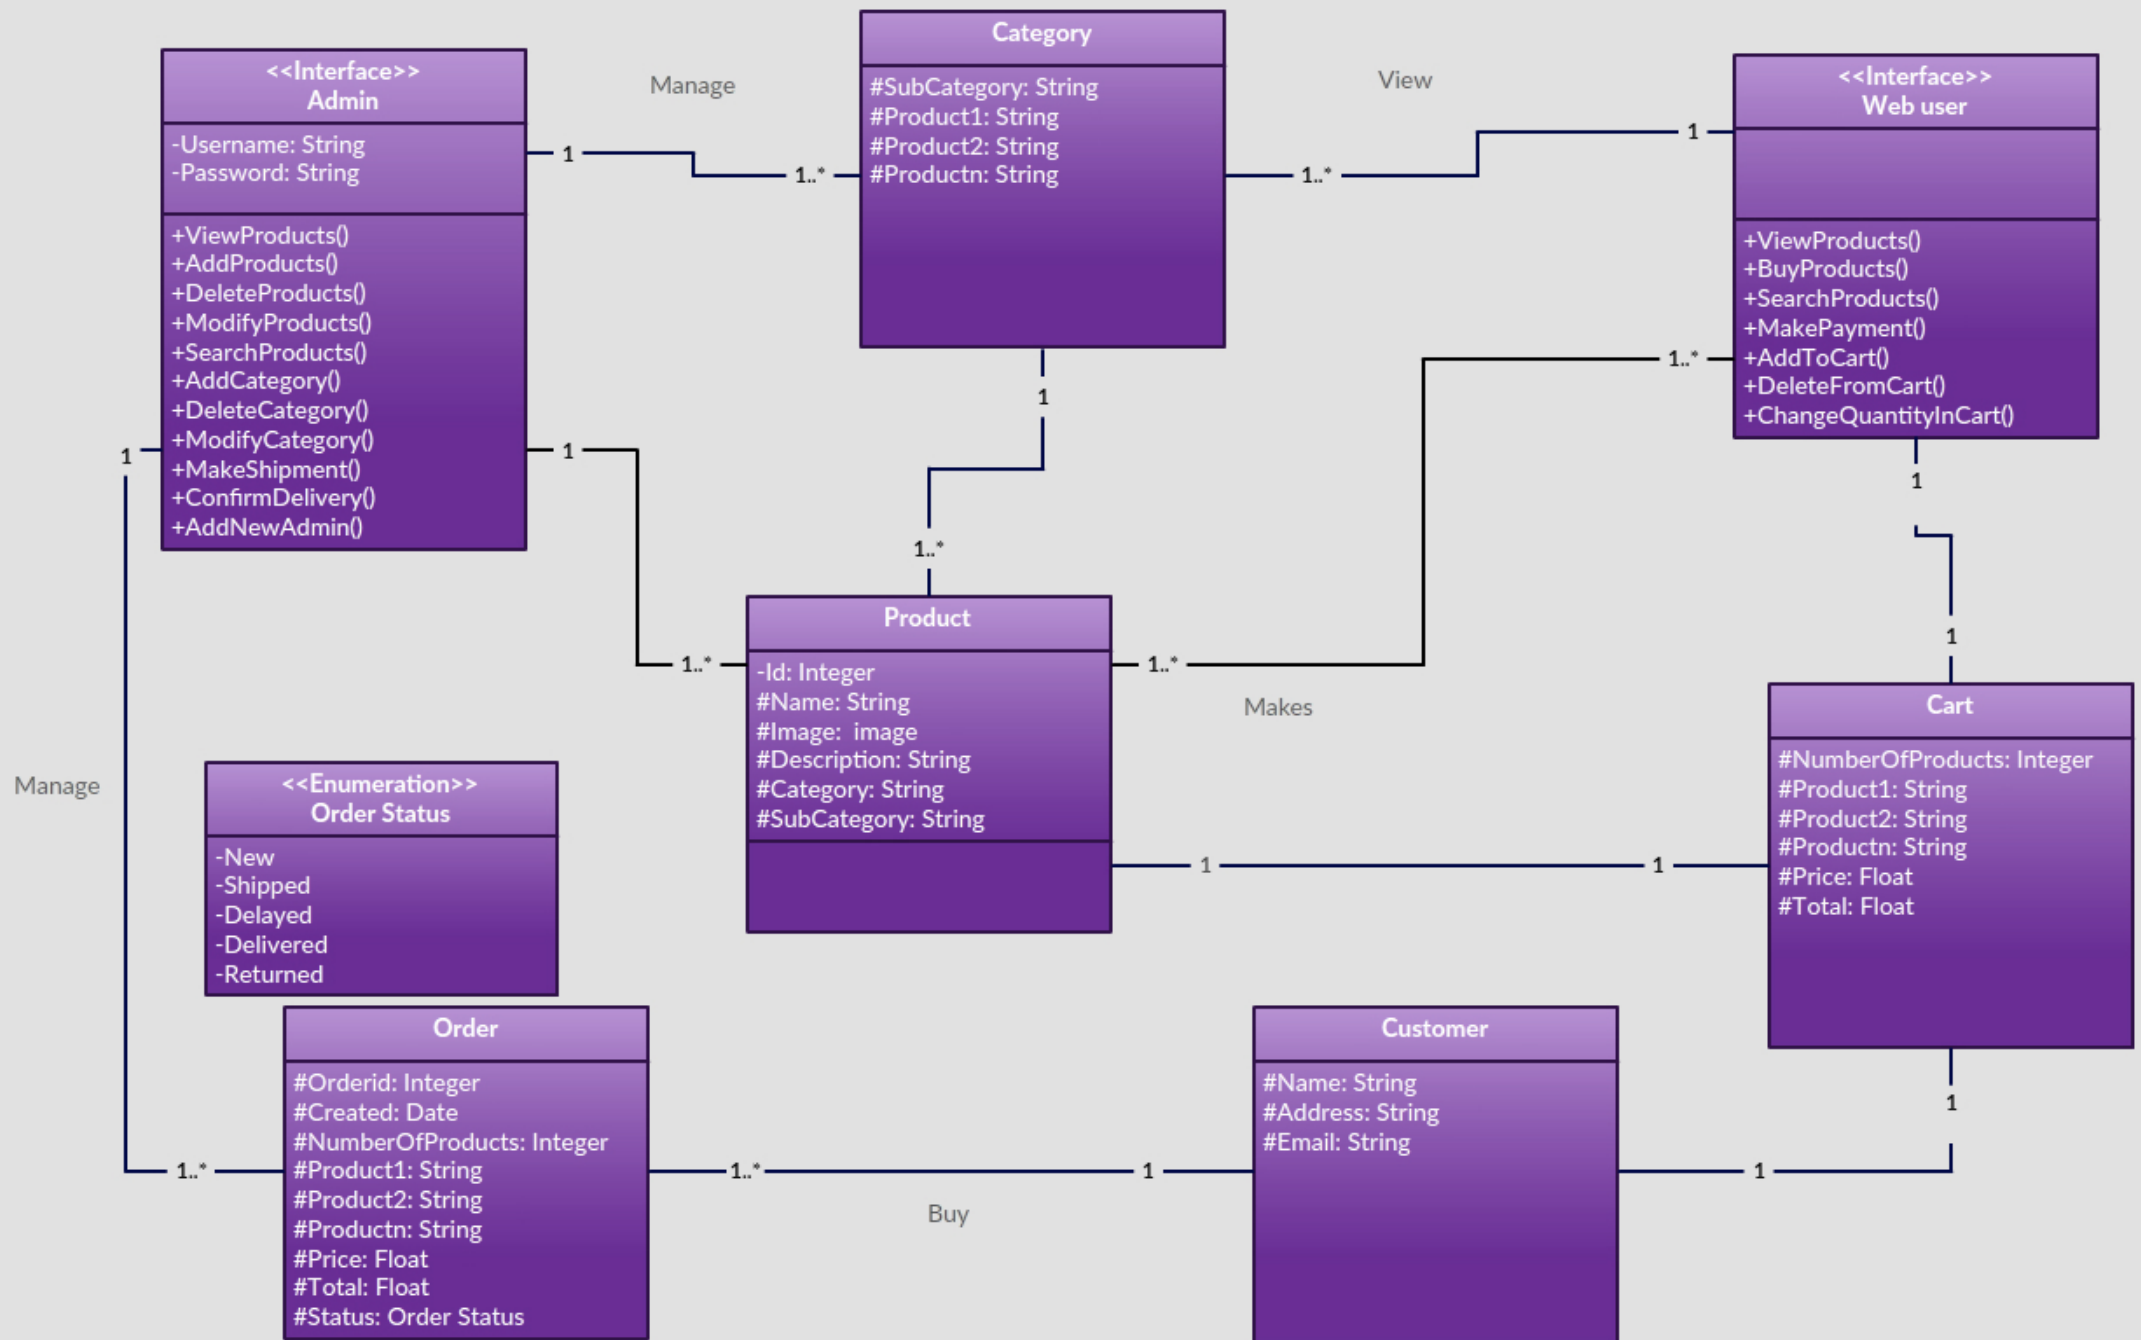 <<Interface>>
Admin
-Username: String
-Password: String
+ViewProducts()
+AddProducts()
+DeleteProducts()
+ModifyProducts()
+SearchProducts()
+AddCategory()
+DeleteCategory()
+ModifyCategory()
+MakeShipment()
+ConfirmDelivery()
+AddNewAdmin()
Manage
1
1..*
Category
#SubCategory: String
#Product1: String
#Product2: String
#Productn: String
View
1..*
1
<<Interface>>
Web user
+ViewProducts()
+BuyProducts()
+SearchProducts()
+MakePayment()
+AddToCart()
+DeleteFromCart()
+ChangeQuantityInCart()
1
1..*
1
1..*
1..*
1..*
Makes
1
1
1
Product
-Id: Integer
#Name: String
#Image:  image
#Description: String
#Category: String
#SubCategory: String
1
1
Cart
#NumberOfProducts: Integer
#Product1: String
#Product2: String
#Productn: String
#Price: Float
#Total: Float
Manage
1
1..*
<<Enumeration>>
Order Status
-New
-Shipped
-Delayed
-Delivered
-Returned
Order
#Orderid: Integer
#Created: Date
#NumberOfProducts: Integer
#Product1: String
#Product2: String
#Productn: String
#Price: Float
#Total: Float
#Status: Order Status
1..*
1
Buy
Customer
#Name: String
#Address: String
#Email: String
1
1